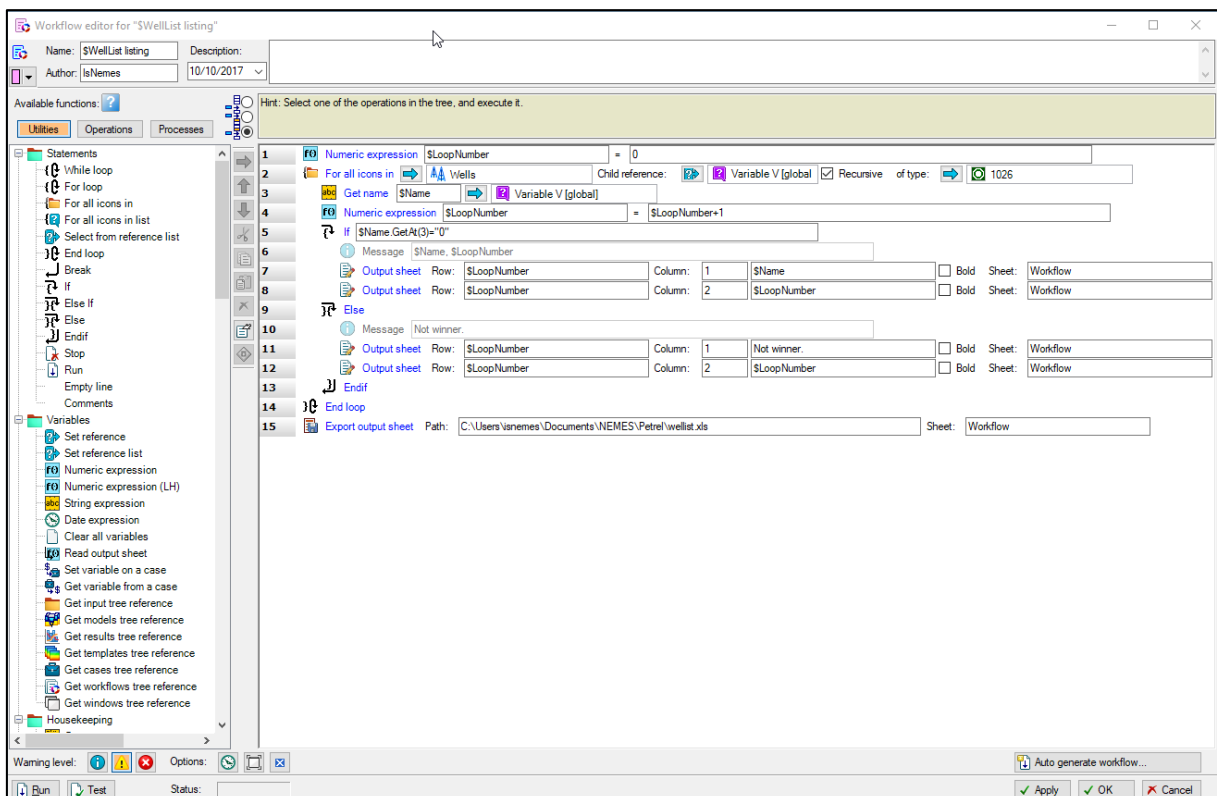 Workflow editor for "$WellList listing"
Name: $WellList listing Description:
Author: IsNemes 10/10/2017
Available functions: ?
Hint: Select one of the operations in the tree, and execute it.
Utilities Operations Processes
Statements
While loop
For loop
For all icons in
For all icons in list
Select from reference list
End loop
Break
If
Else If
Else
Endif
Stop
Run
Empty line
Comments
Variables
Set reference
Set reference list
Numeric expression
Numeric expression (LH)
String expression
Date expression
Clear all variables
Read output sheet
Set variable on a case
Get variable from a case
Get input tree reference
Get models tree reference
Get results tree reference
Get templates tree reference
Get cases tree reference
Get workflows tree reference
Get windows tree reference
Housekeeping
1 Numeric expression $LoopNumber = 0
2 For all icons in Wells Child reference: Variable V [global Recursive of type: 1026
3 Get name $Name Variable V [global]
4 Numeric expression $LoopNumber = $LoopNumber+1
5 If $Name.GetAt(3)="0"
6 Message $Name, $LoopNumber
7 Output sheet Row: $LoopNumber Column: 1 $Name Bold Sheet: Workflow
8 Output sheet Row: $LoopNumber Column: 2 $LoopNumber Bold Sheet: Workflow
9 Else
10 Message Not winner.
11 Output sheet Row: $LoopNumber Column: 1 Not winner. Bold Sheet: Workflow
12 Output sheet Row: $LoopNumber Column: 2 $LoopNumber Bold Sheet: Workflow
13 Endif
14 End loop
15 Export output sheet Path: C:\Users\isnemes\Documents\NEMES\Petrel\wellist.xls Sheet: Workflow
Warning level: Options: Auto generate workflow...
Run Test Status: Apply OK Cancel